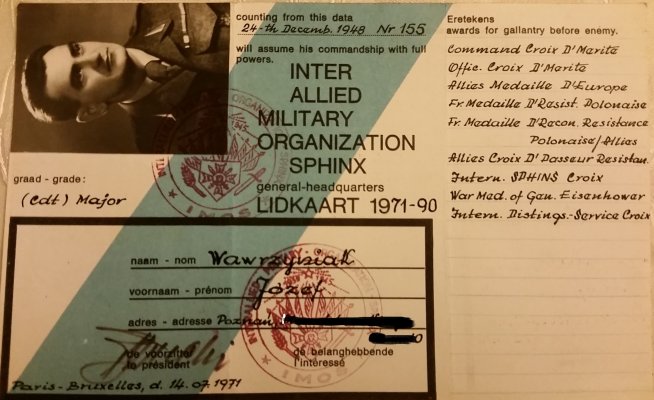 counting from this data
24-th Decemb. 1948 Nr 155
will assume his commandship with full
powers.
INTER
ALLIED
MILITARY
ORGANIZATION
SPHINX
general-headquarters
LIDKAART 1971-90
graad - grade:
(cdt) Major
naam - nom Wawrzyniak
voornaam - prénom Józef
adres - adresse Poznań,
de voorzitter
le président
de belanghebbende
l'intéressé
Paris - Bruxelles, d. 14.07.1971
IMOS
IMOS
Eretekens
awards for gallantry before enemy.
Command Croix D'Merite
Offic. Croix D'Merite
Allies Medaille D'Europe
Fr. Medaille D'Resist. Polonaise
Fr. Medaille D'Recon. Resistance
Polonaise/Allies
Allies Croix D'Dasseur Resistan.
Intern. SPHINS Croix
War Med. of Gen. Eisenhower
Intern. Disting.-Service Croix